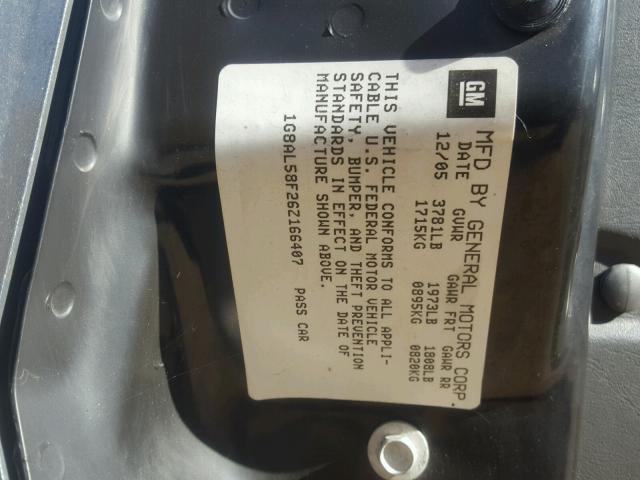 GM MFD BY GENERAL MOTORS CORP.
DATE GVWR GAWR FRT GAWR RR
12/05 3781LB 1973LB 1808LB
1715KG 0895KG 0820KG
THIS VEHICLE CONFORMS TO ALL APPLI-
CABLE U.S. FEDERAL MOTOR VEHICLE
SAFETY, BUMPER, AND THEFT PREVENTION
STANDARDS IN EFFECT ON THE DATE OF
MANUFACTURE SHOWN ABOVE.
1G8AL58F26Z166407 PASS CAR